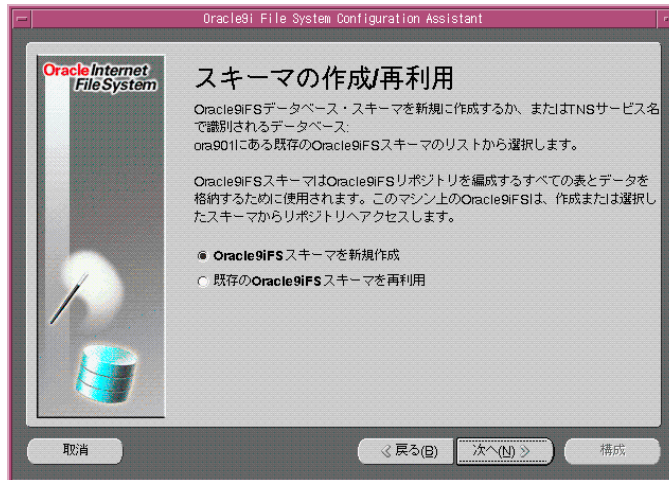 Oracle9i File System Configuration Assistant
Oracle Internet
File System
スキーマの作成/再利用
Oracle9iFSデータベース・スキーマを新規に作成するか、またはTNSサービス名
で識別されるデータベース:
ora901にある既存のOracle9iFSスキーマのリストから選択します。
Oracle9iFSスキーマはOracle9iFSリポジトリを編成するすべての表とデータを
格納するために使用されます。このマシン上のOracle9iFSは、作成または選択し
たスキーマからリポジトリへアクセスします。
Oracle9iFSスキーマを新規作成
既存のOracle9iFSスキーマを再利用
取消
戻る(B)
次へ(N)
構成